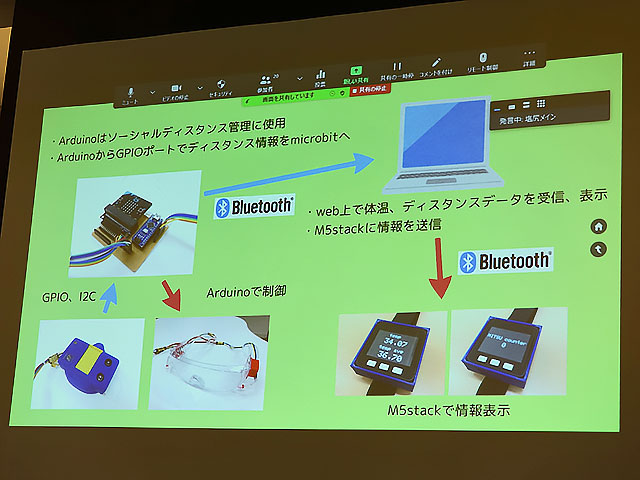 ミュート
ビデオの停止
セキュリティ
参加者
29
投票
新しい共有
共有の一時停止
コメントを付け
リモート制御
詳細
画面を共有しています
共有の停止
発言中: 塩尻メイン
・Arduinoはソーシャルディスタンス管理に使用
・ArduinoからGPIOポートでディスタンス情報をmicrobitへ
Bluetooth
・web上で体温、ディスタンスデータを受信、表示
・M5stackに情報を送信
Bluetooth
GPIO、I2C
Arduinoで制御
temp
34.07
temp ave
36.70
MITSU counter
0
M5stackで情報表示